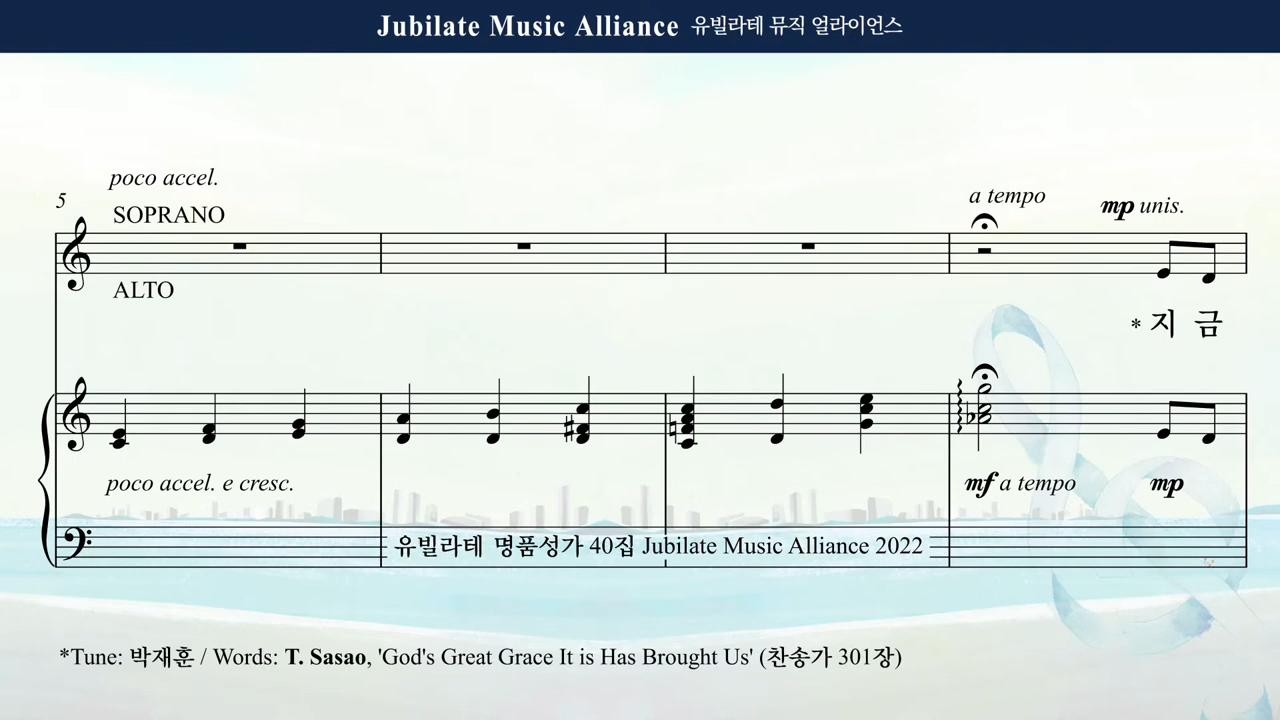 Jubilate Music Alliance 유빌라테 뮤직 얼라이언스
poco accel.
5
SOPRANO
a tempo
mp unis.
ALTO
*지 금
poco accel. e cresc.
mf a tempo
mp
유빌라테 명품성가 40집 Jubilate Music Alliance 2022
*Tune: 박재훈 / Words: T. Sasao, 'God's Great Grace It is Has Brought Us' (찬송가 301장)